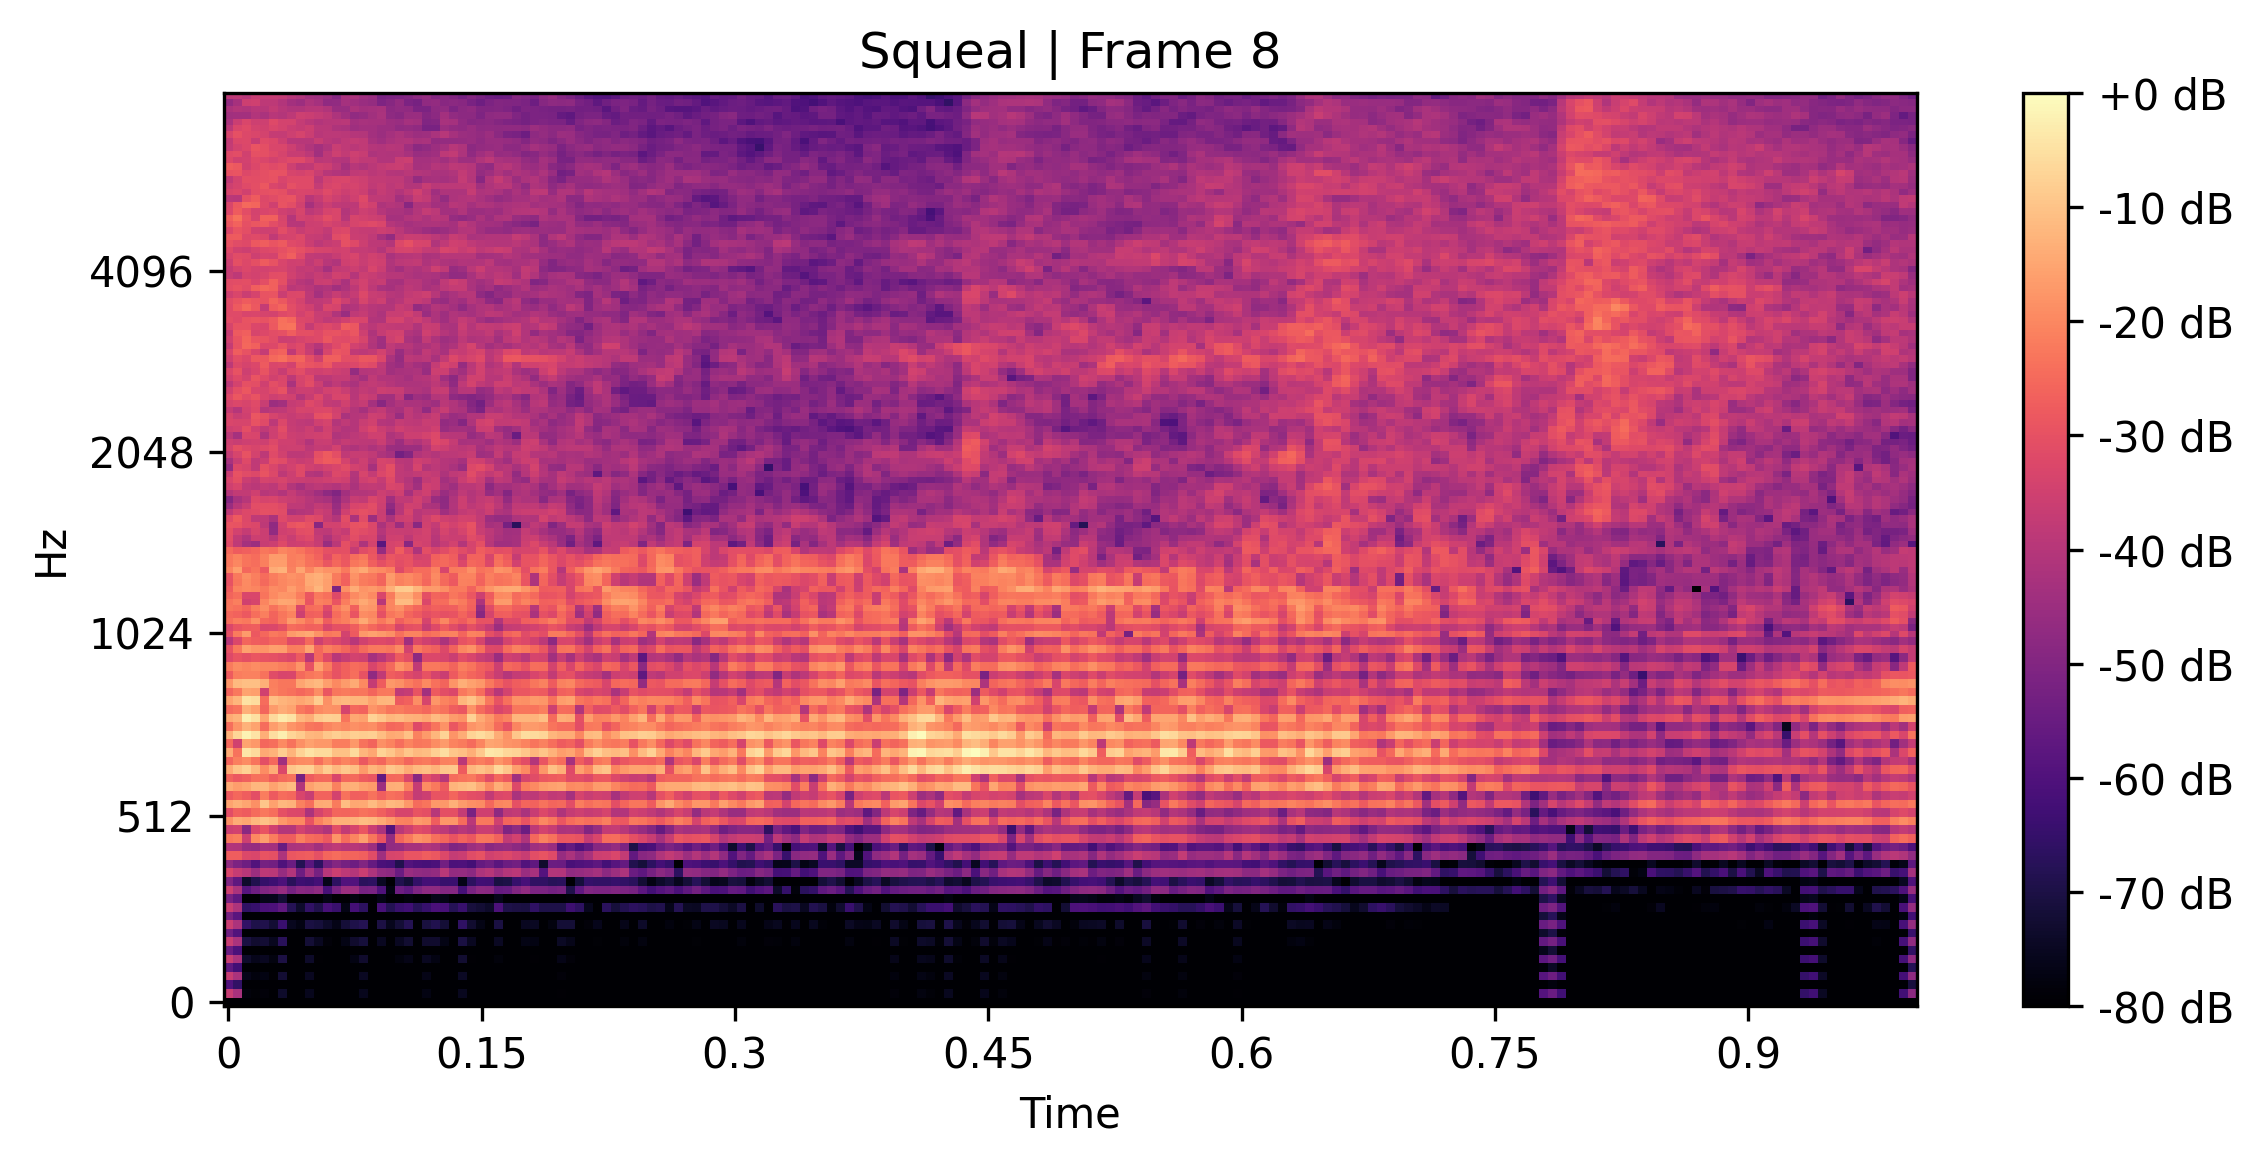 Squeal | Frame 8
Hz
4096
2048
1024
512
0
0 0.15 0.3 0.45 0.6 0.75 0.9
Time
+0 dB
-10 dB
-20 dB
-30 dB
-40 dB
-50 dB
-60 dB
-70 dB
-80 dB